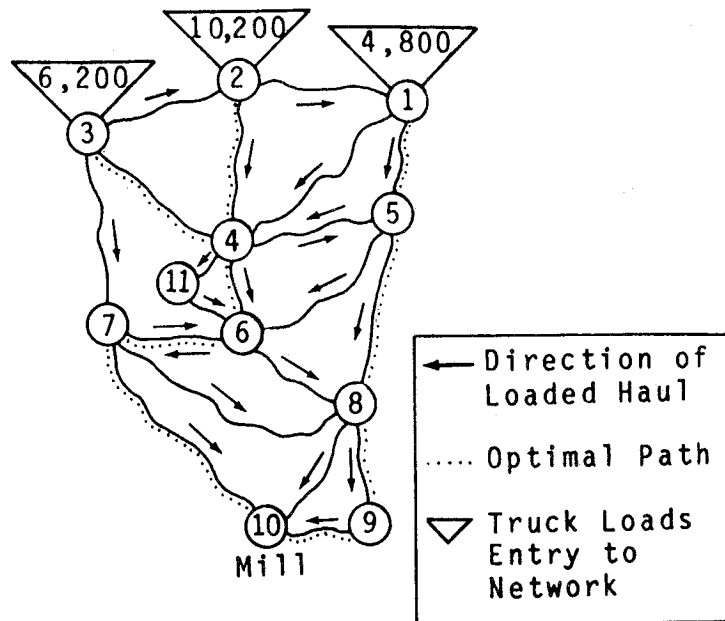 10,200
4,800
6,200
2
1
3
5
4
11
7
6
8
10
9
Mill
Direction of
Loaded Haul
Optimal Path
Truck Loads
Entry to
Network